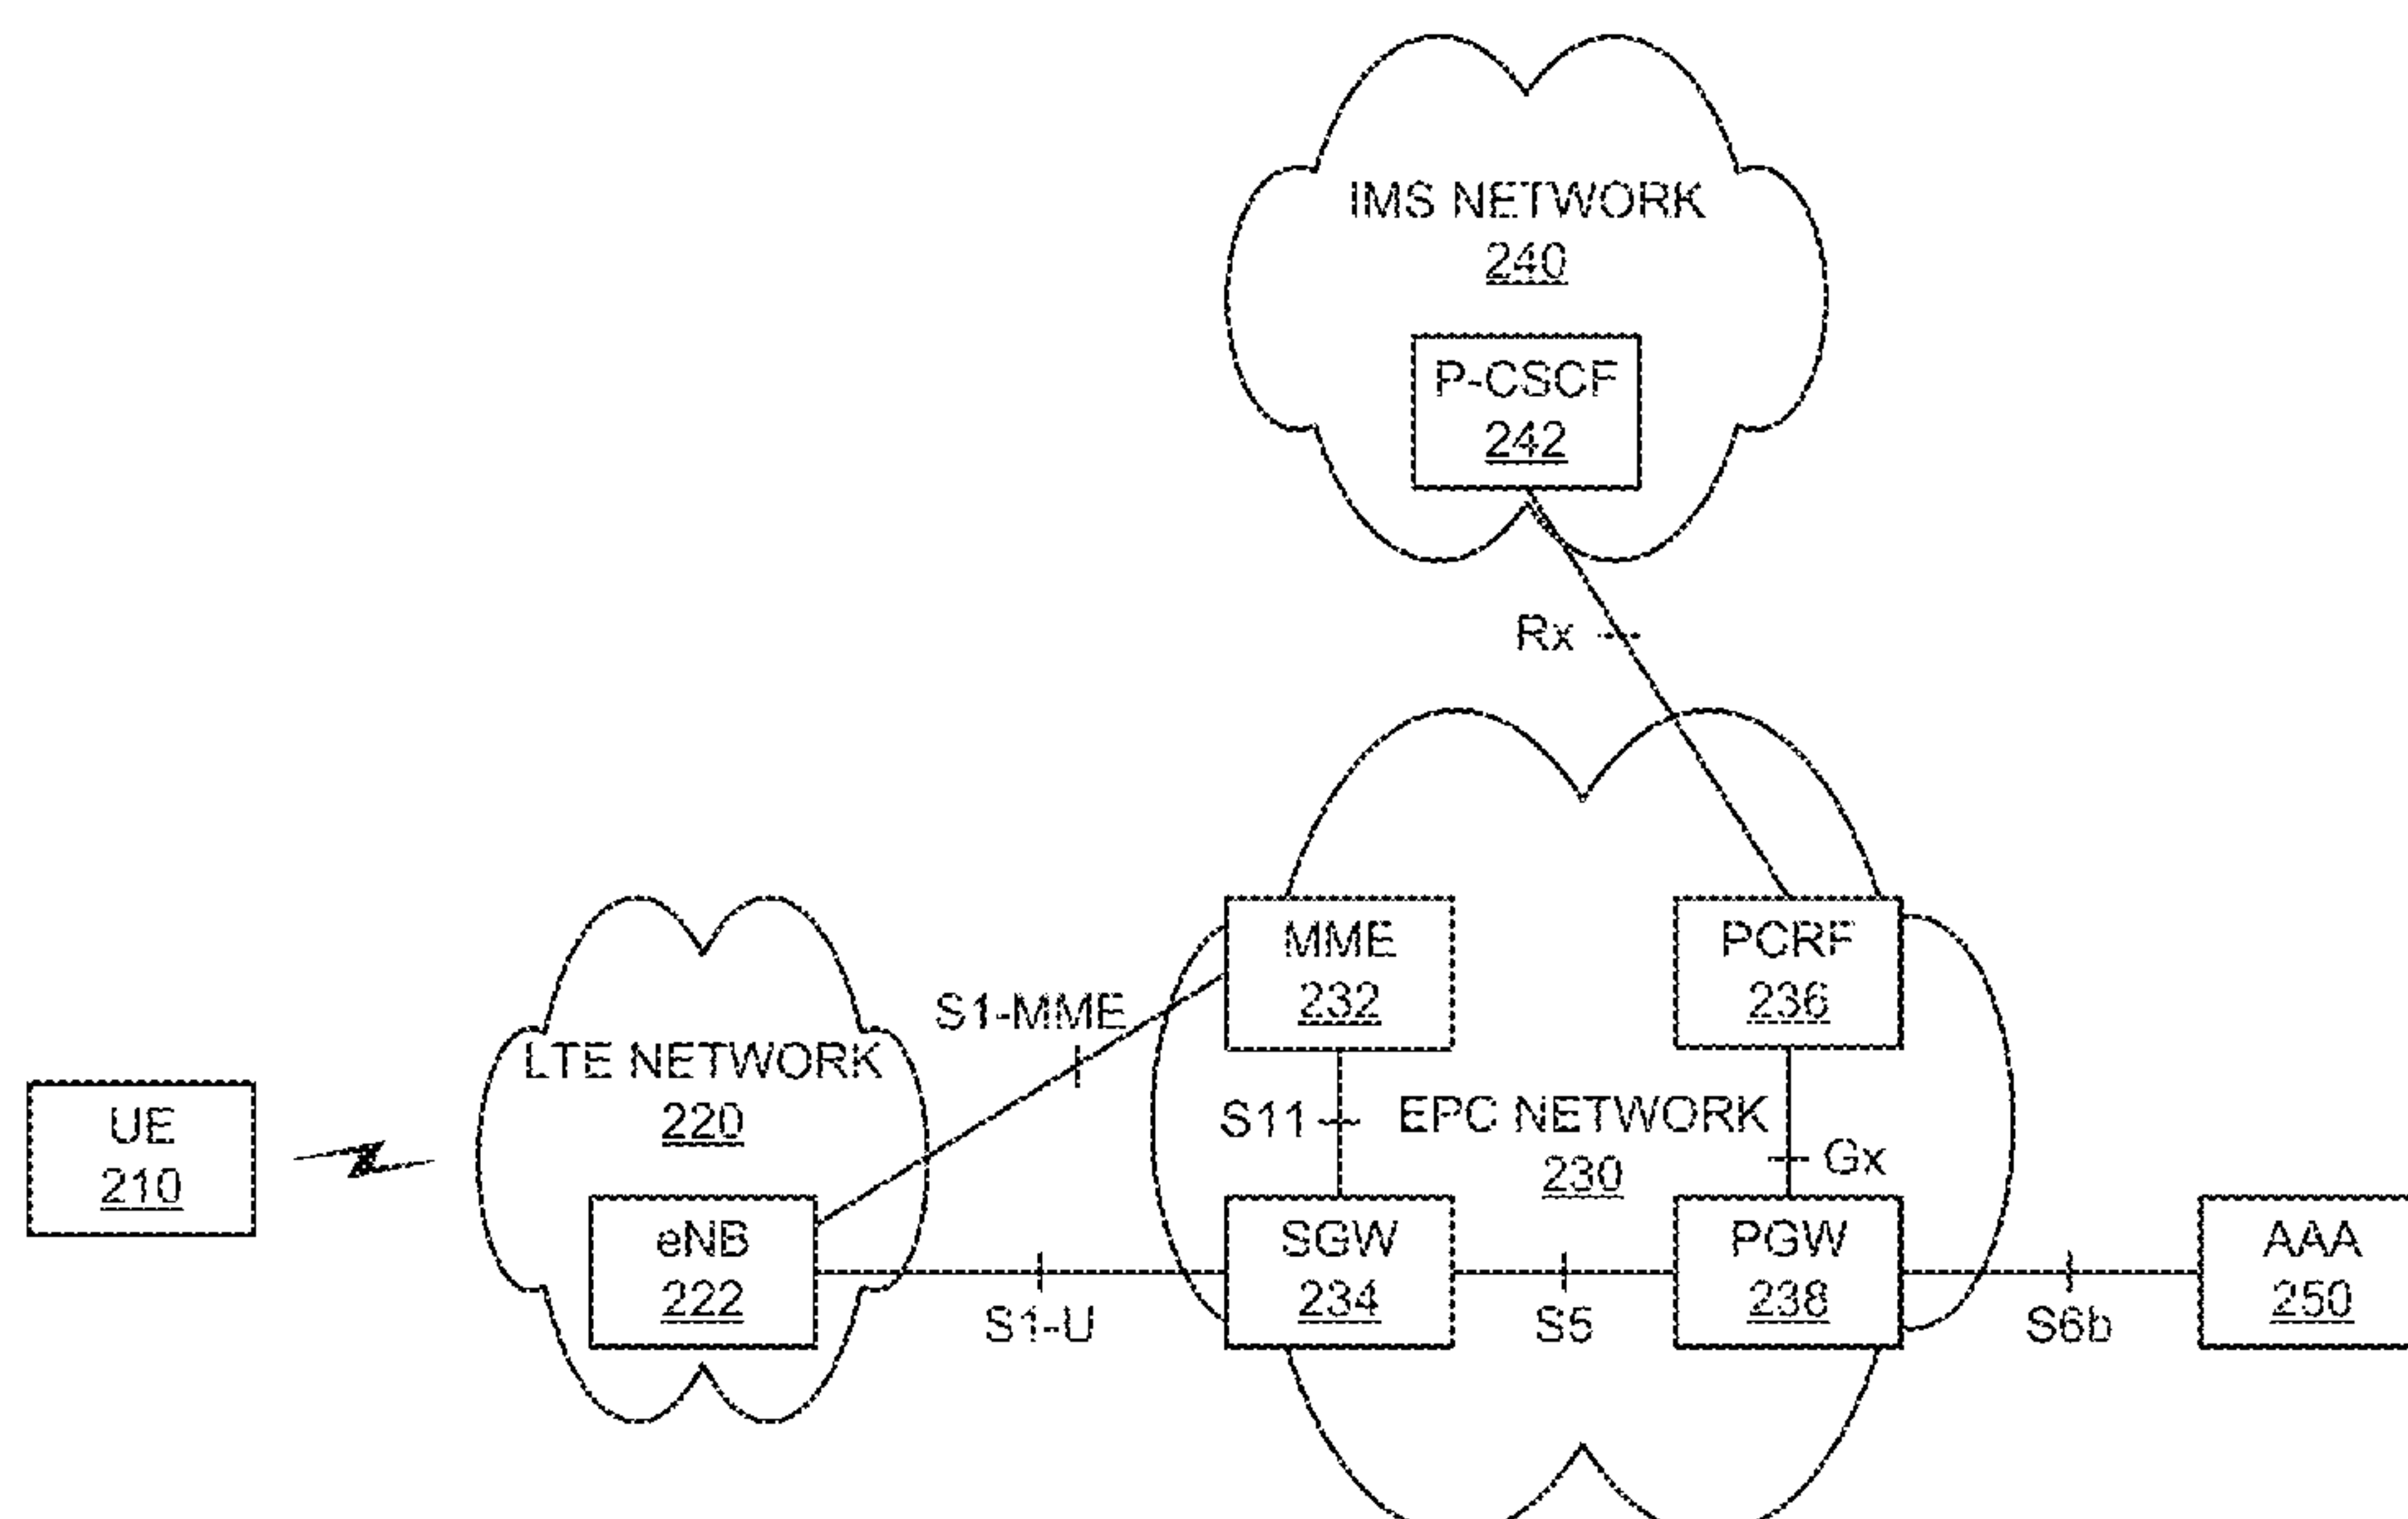 IMS NETWORK
240
P-CSCF
242
Rx
MME
232
PCRF
236
S1-MME
LTE NETWORK
220
UE
210
S11
EPC NETWORK
230
Gx
eNB
222
S1-U
SGW
234
S5
PGW
238
S6b
AAA
250